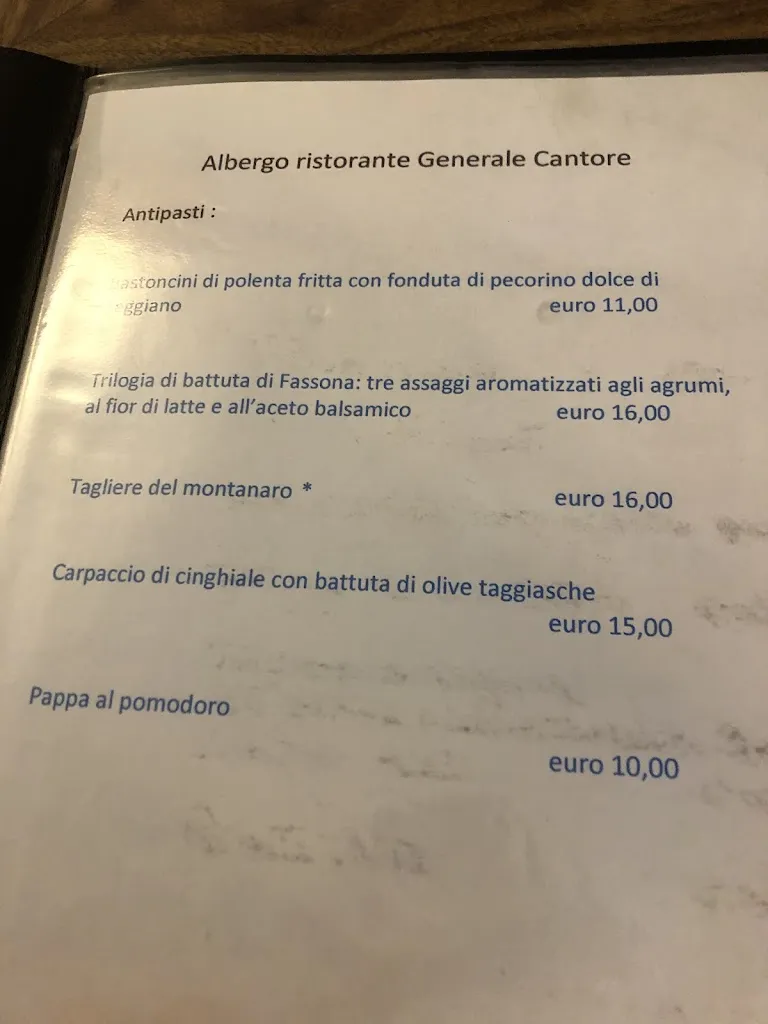 Albergo ristorante Generale Cantore
Antipasti :
di polenta fritta con fonduta di pecorino dolce di
euro 11,00
Trilogia di battuta di Fassona: tre assaggi aromatizzati agli agrumi,
al fior di latte e all'aceto balsamico euro 16,00
Tagliere del montanaro * euro 16,00
Carpaccio di cinghiale con battuta di olive taggiasche
euro 15,00
Pappa al pomodoro
euro 10,00